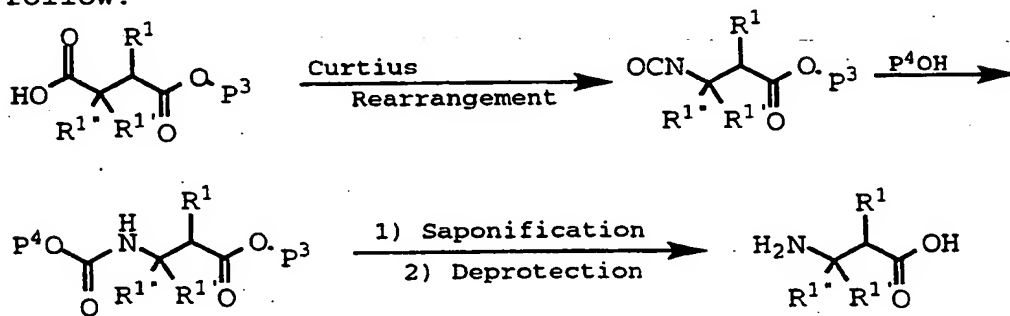 follow:
O R¹
HO O P³ Curtius OCN R¹ O P³ P⁴OH
R¹" R¹' O Rearrangement R¹" R¹' O
P⁴O N H R¹ O P³ 1) Saponification H₂N R¹ OH
O R¹" R¹' O 2) Deprotection R¹" R¹' O